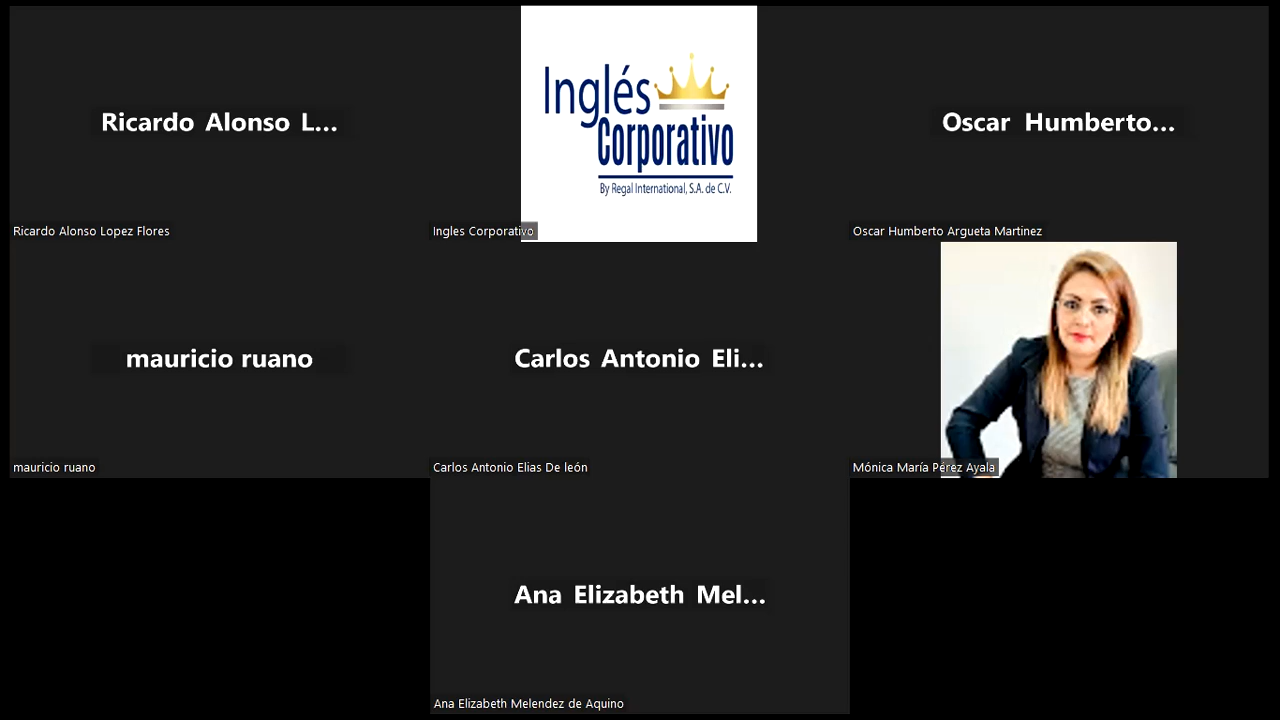 Ricardo Alonso L...
Ricardo Alonso Lopez Flores
Inglés
Corporativo
By Regal International, S.A. de C.V.
Ingles Corporativo
Oscar Humberto...
Oscar Humberto Argueta Martinez
mauricio ruano
mauricio ruano
Carlos Antonio Eli...
Carlos Antonio Elias De león
Mónica María Pérez Ayala
Ana Elizabeth Mel...
Ana Elizabeth Melendez de Aquino